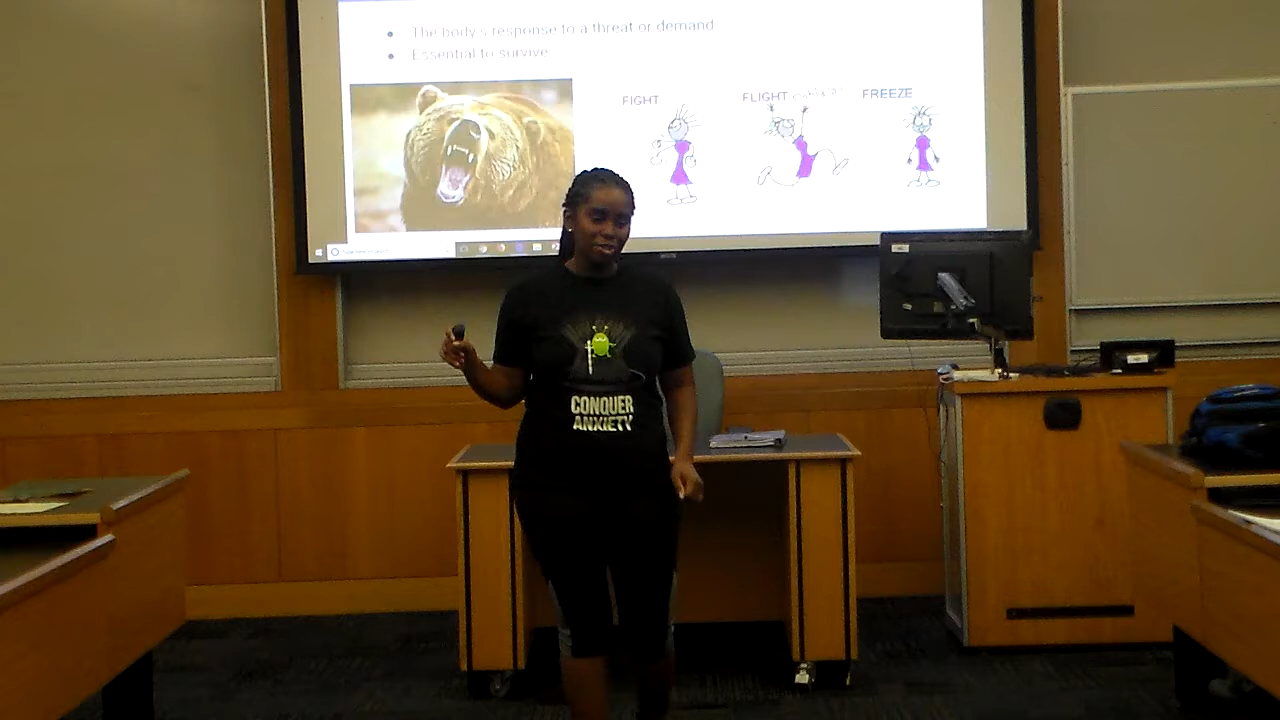 The body's response to a threat or demand
Essential to survive
FIGHT FLIGHT FREEZE
CONQUER
ANXIETY